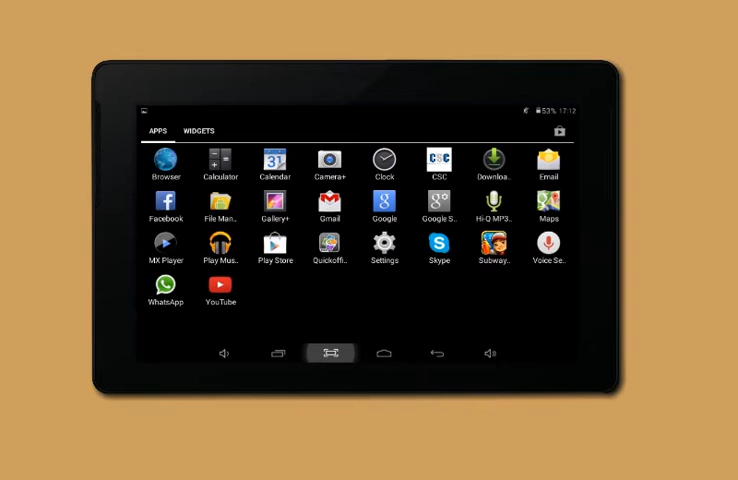 53% 17:12
APPS WIDGETS
Browser Calculator Calendar Camera+ Clock CSC Downloa.. Email
Facebook File Man.. Gallery+ Gmail Google Google S.. Hi-Q MP3.. Maps
MX Player Play Mus.. Play Store Quickoffi.. Settings Skype Subway.. Voice Se..
WhatsApp YouTube
31
CSC